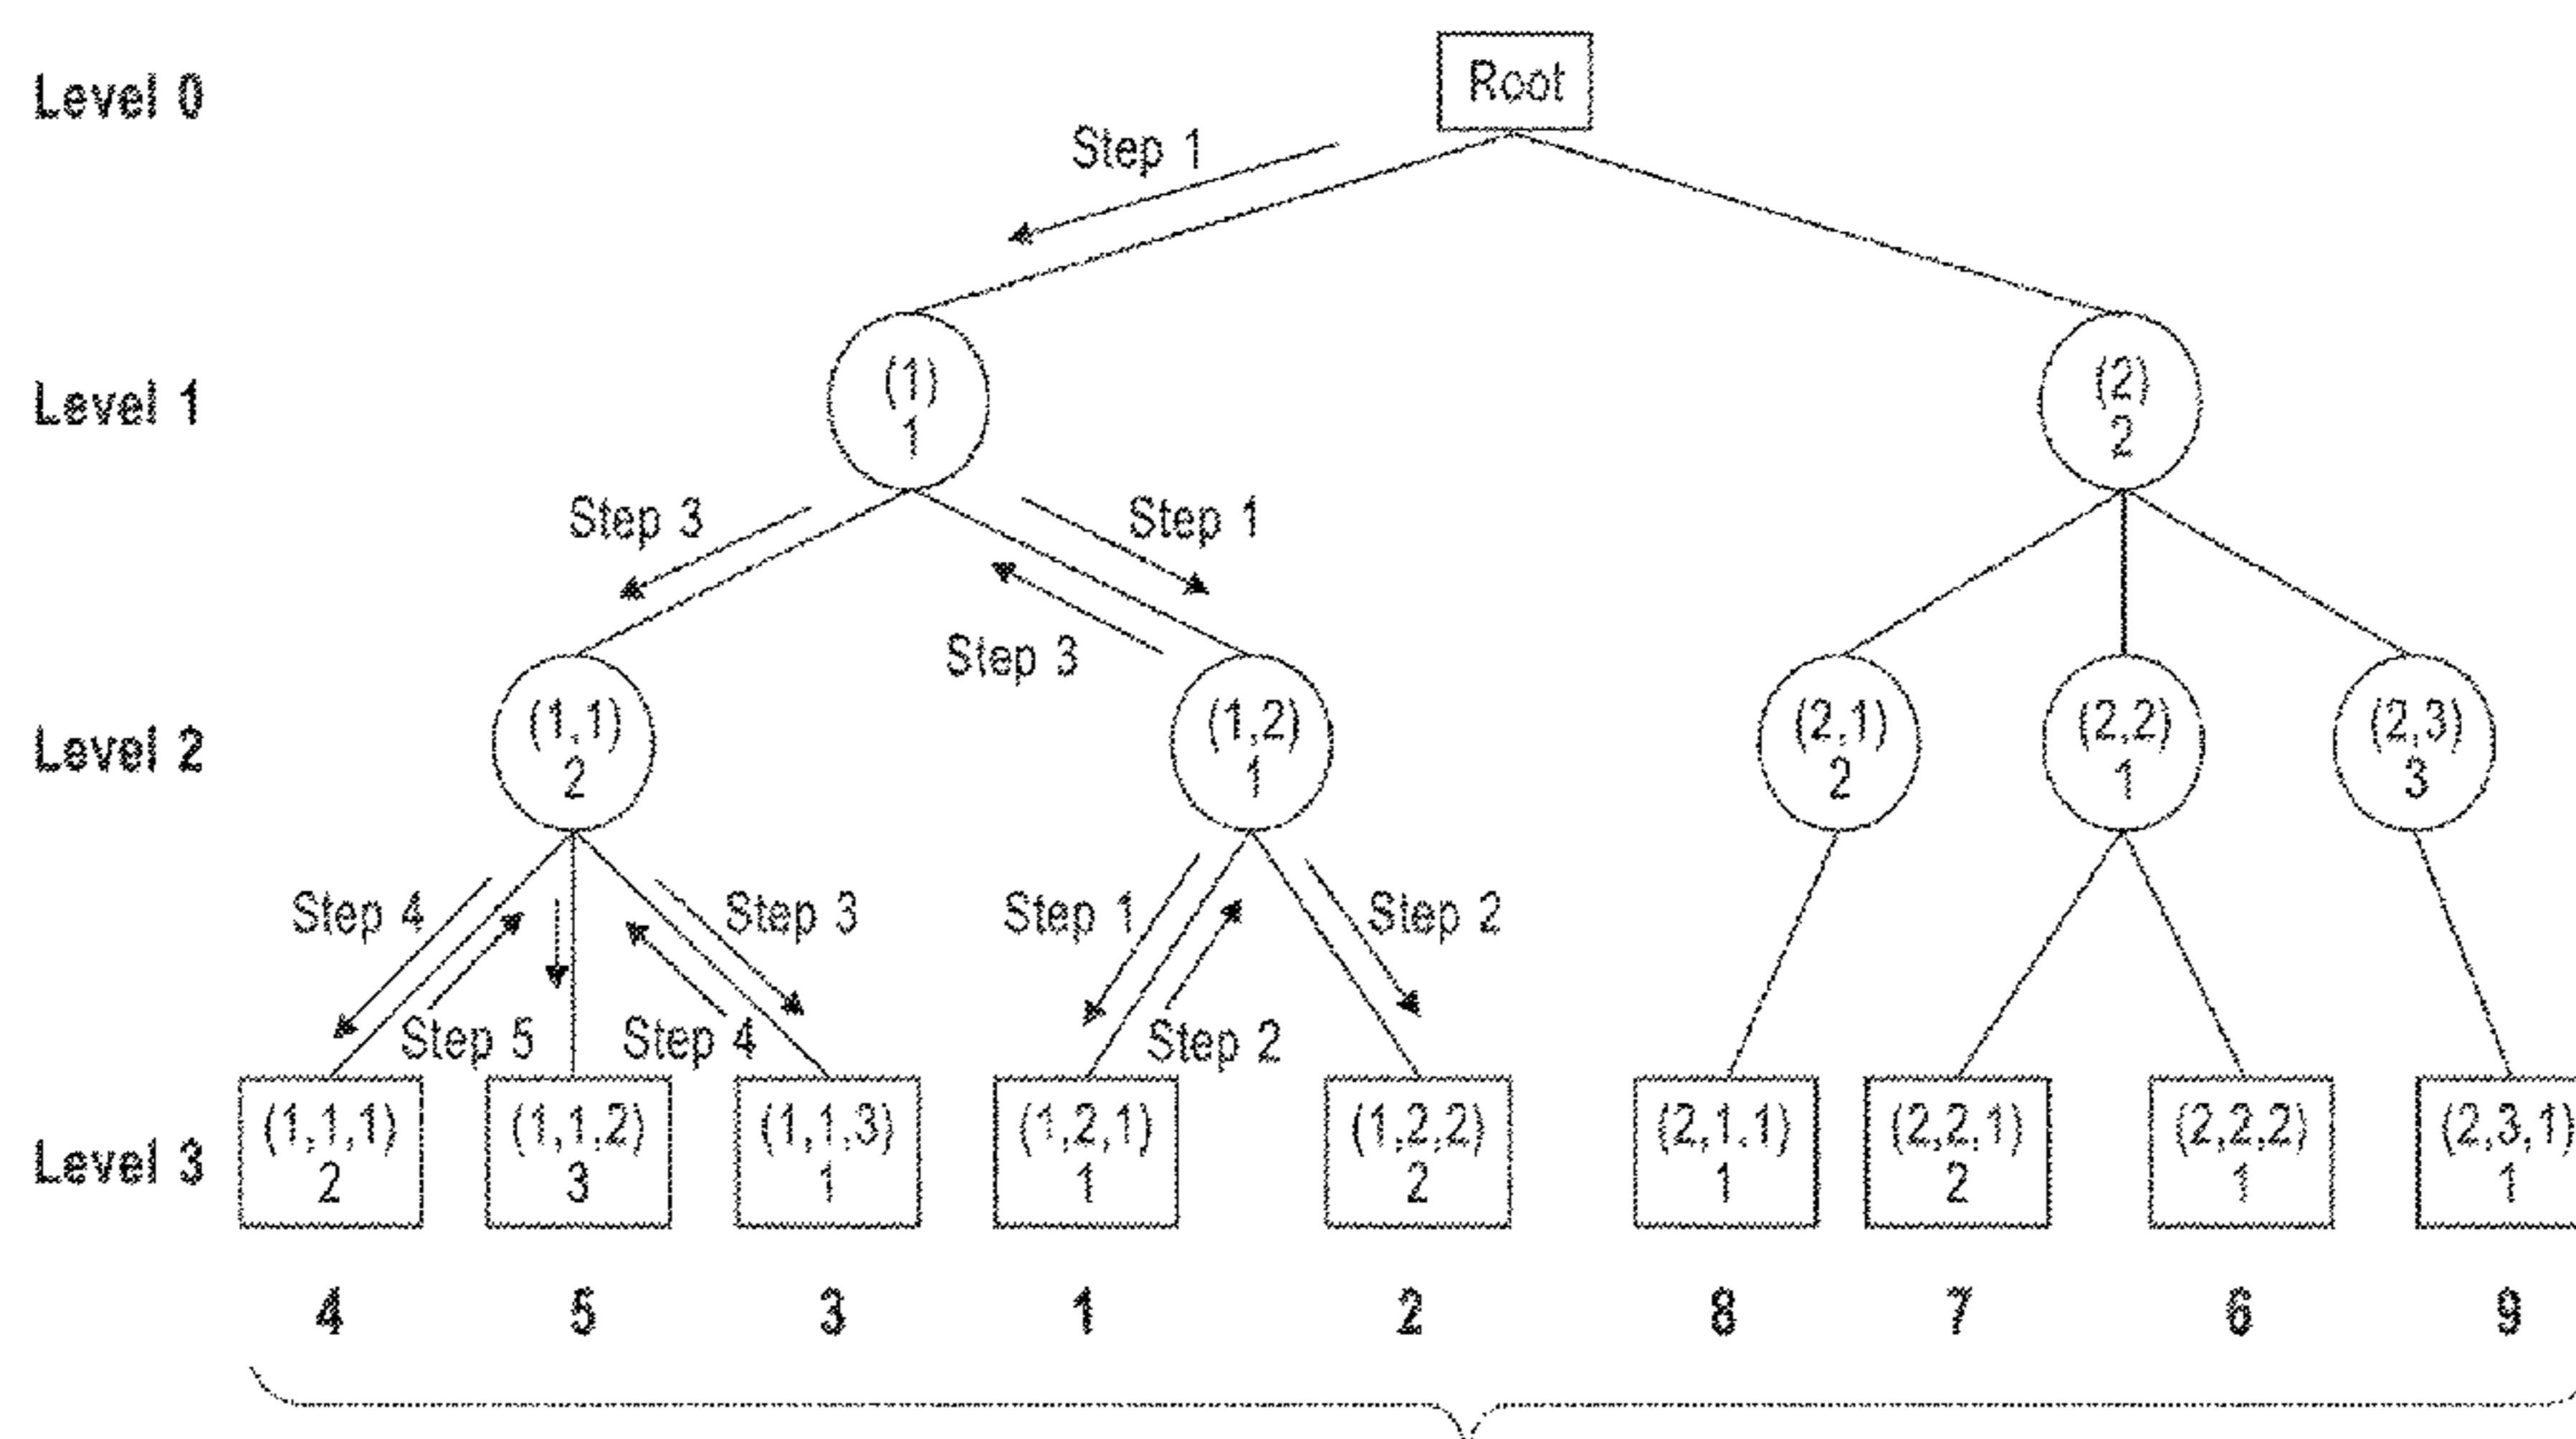 Level 0
Root
Step 1
Level 1
(1)
1
(2)
2
Step 3
Step 1
Step 3
Level 2
(1,1)
2
(1,2)
1
(2,1)
2
(2,2)
1
(2,3)
3
Step 4
Step 3
Step 1
Step 2
Step 5
Step 4
Step 2
Level 3
(1,1,1)
2
(1,1,2)
3
(1,1,3)
1
(1,2,1)
1
(1,2,2)
2
(2,1,1)
1
(2,2,1)
2
(2,2,2)
1
(2,3,1)
1
4 5 3 1 2 8 7 6 9